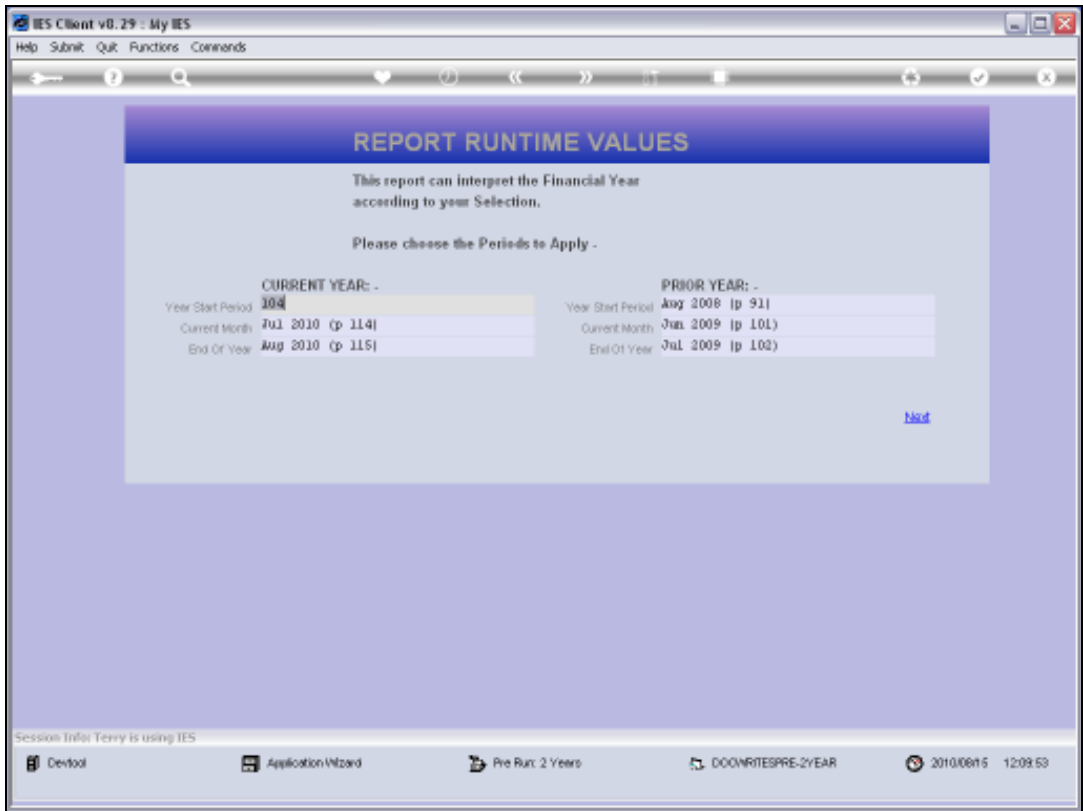 IES Client v8.29 : My IES
Help Submit Quit Functions Commands
REPORT RUNTIME VALUES
This report can interpret the Financial Year
according to your Selection.
Please choose the Periods to Apply -
CURRENT YEAR: - PRIOR YEAR: -
Year Start Period 104 Year Start Period Aug 2008 (p 91)
Current Month Jul 2010 (p 114) Current Month Jun 2009 (p 101)
End Of Year Aug 2010 (p 115) End Of Year Jul 2009 (p 102)
Next
Session Info: Terry is using IES
Devtool Application Wizard Pre Run: 2 Years DOCWRITESPRE-2YEAR 2010/08/15 12:09:53